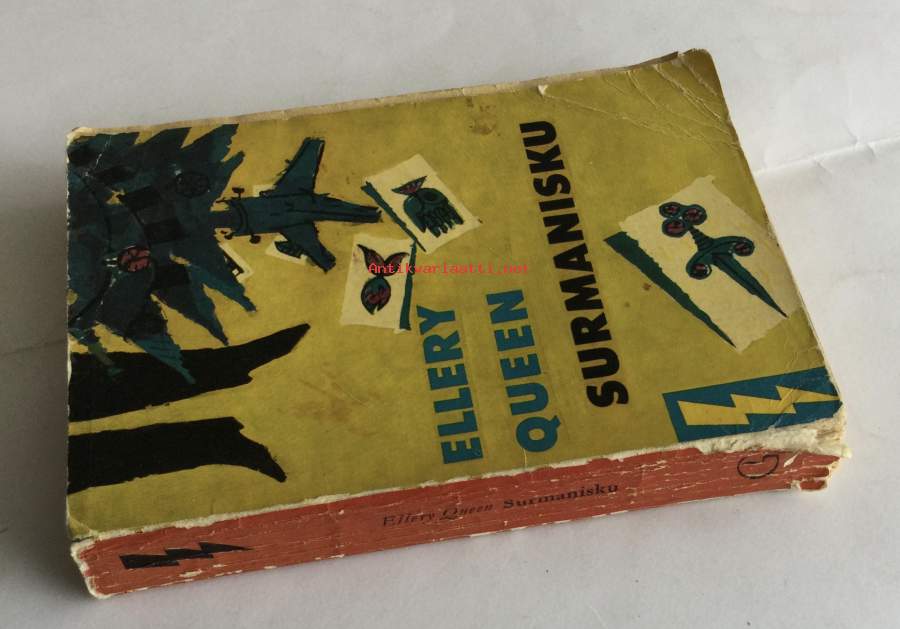 ELLERY
QUEEN
SURMANISKU
Antikvariaatti.net
Ellery Queen Surmanisku
G